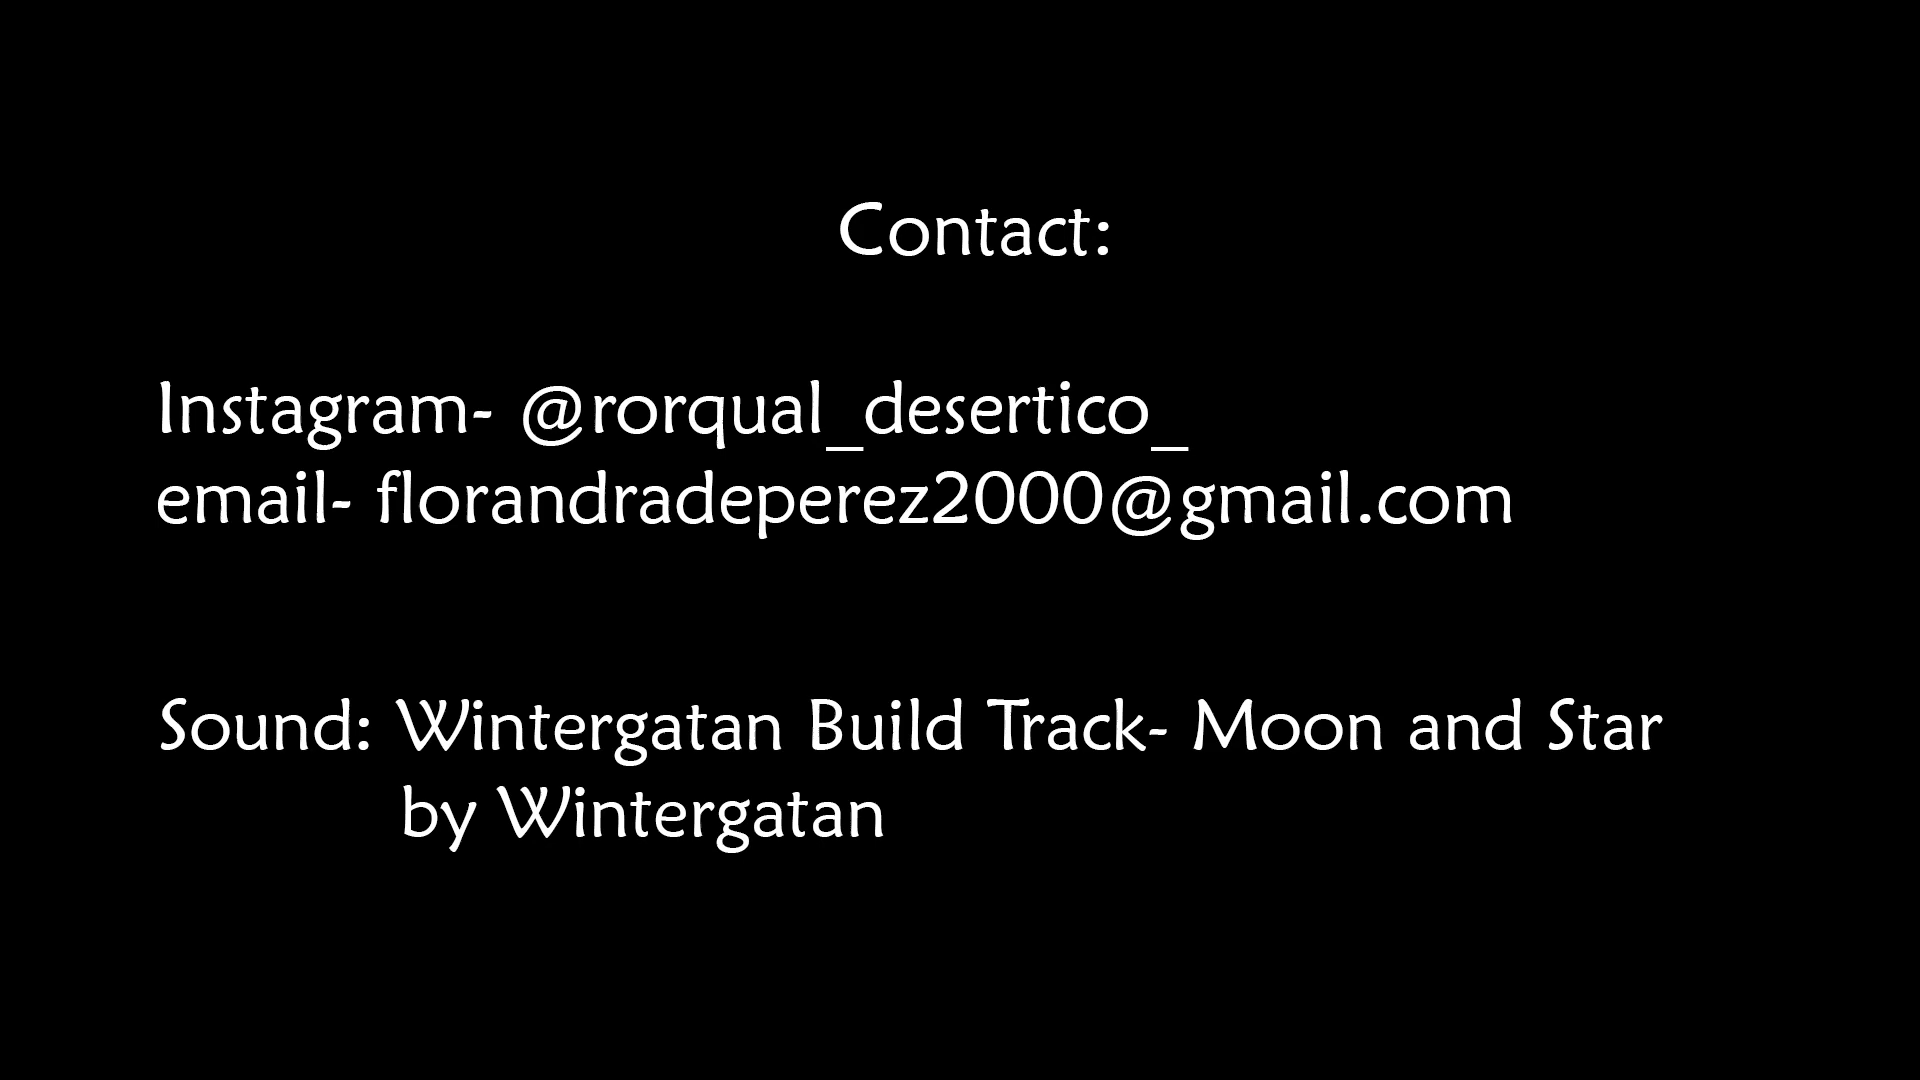 Contact:
Instagram- @rorqual_desertico_
email- florandradeperez2000@gmail.com
Sound: Wintergatan Build Track- Moon and Star
by Wintergatan